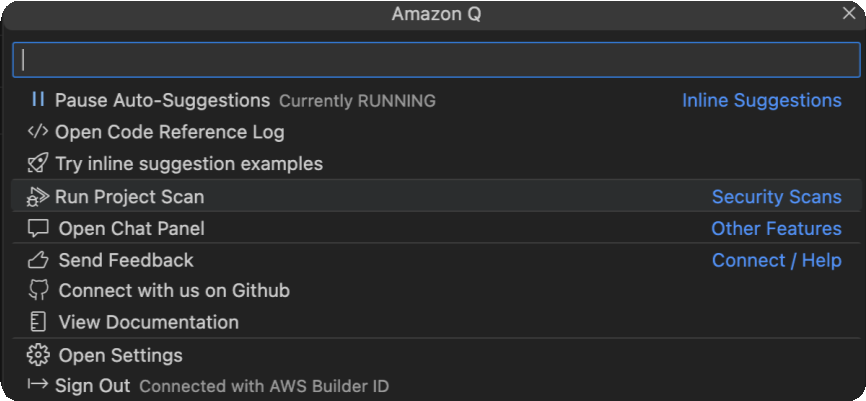 Amazon Q
Pause Auto-Suggestions Currently RUNNING Inline Suggestions
Open Code Reference Log
Try inline suggestion examples
Run Project Scan Security Scans
Open Chat Panel Other Features
Send Feedback Connect / Help
Connect with us on Github
View Documentation
Open Settings
Sign Out Connected with AWS Builder ID